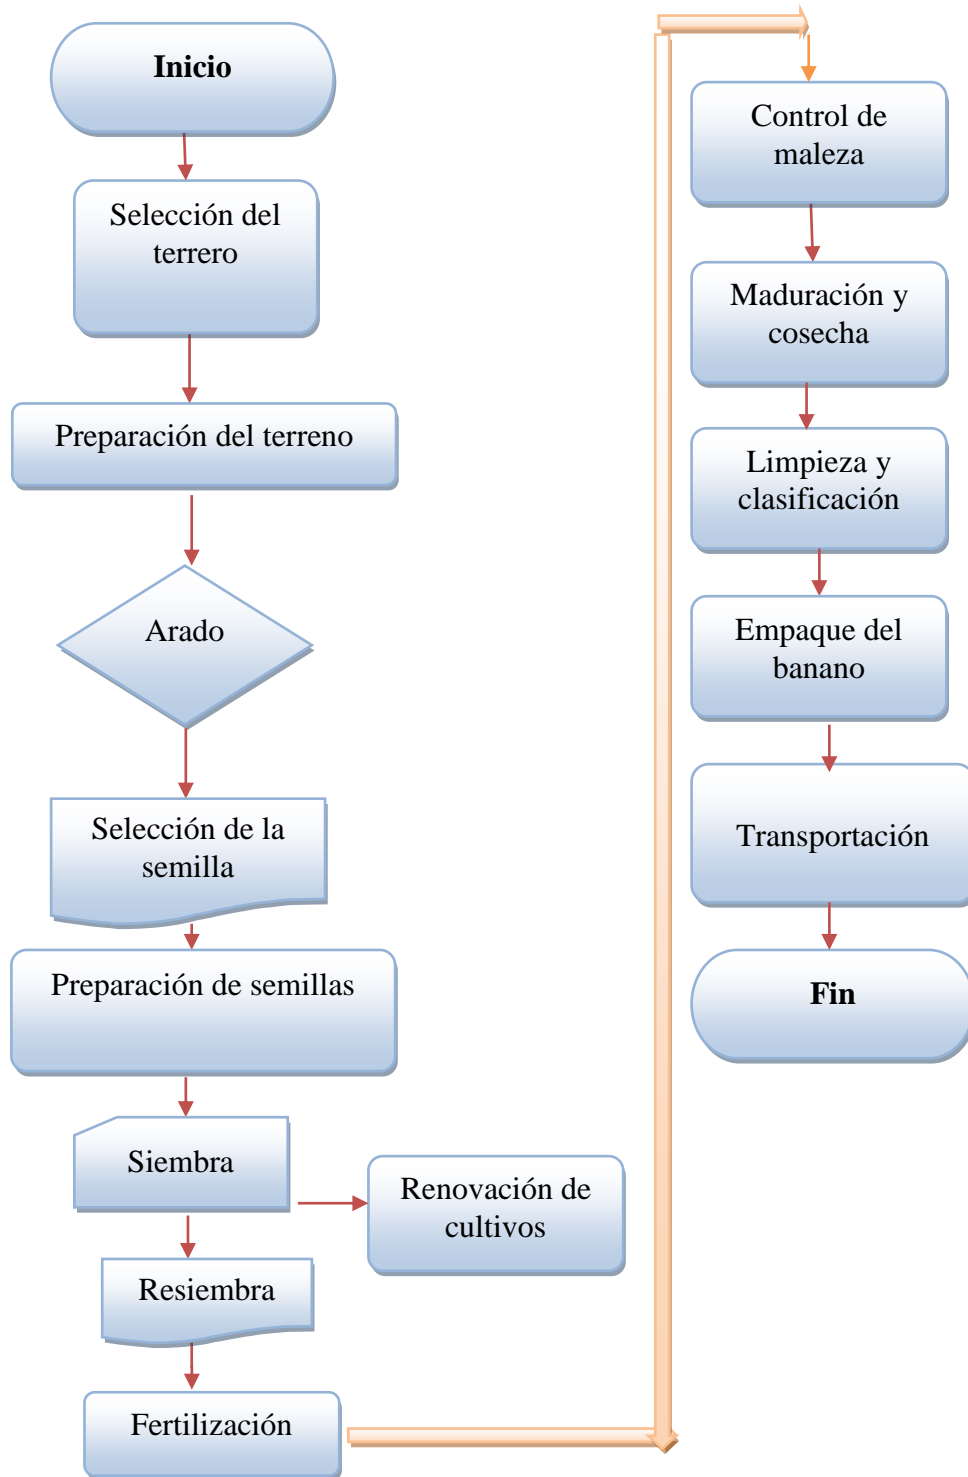 Inicio
Selección del
terrero
Preparación del terreno
Arado
Selección de la
semilla
Preparación de semillas
Siembra
Renovación de
cultivos
Resiembra
Fertilización
Control de
maleza
Maduración y
cosecha
Limpieza y
clasificación
Empaque del
banano
Transportación
Fin